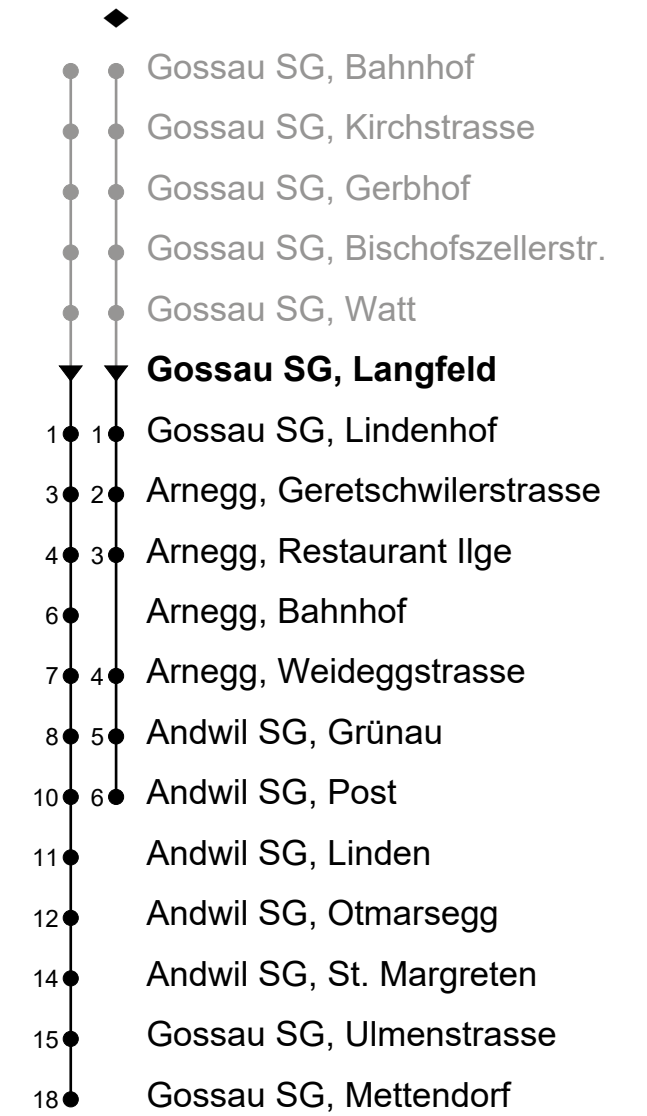 Gossau SG, Bahnhof
Gossau SG, Kirchstrasse
Gossau SG, Gerbhof
Gossau SG, Bischofszellerstr.
Gossau SG, Watt
Gossau SG, Langfeld
1 1 Gossau SG, Lindenhof
3 2 Arnegg, Geretschwilerstrasse
4 3 Arnegg, Restaurant Ilge
6 Arnegg, Bahnhof
7 4 Arnegg, Weideggstrasse
8 5 Andwil SG, Grünau
10 6 Andwil SG, Post
11 Andwil SG, Linden
12 Andwil SG, Otmarsegg
14 Andwil SG, St. Margreten
15 Gossau SG, Ulmenstrasse
18 Gossau SG, Mettendorf